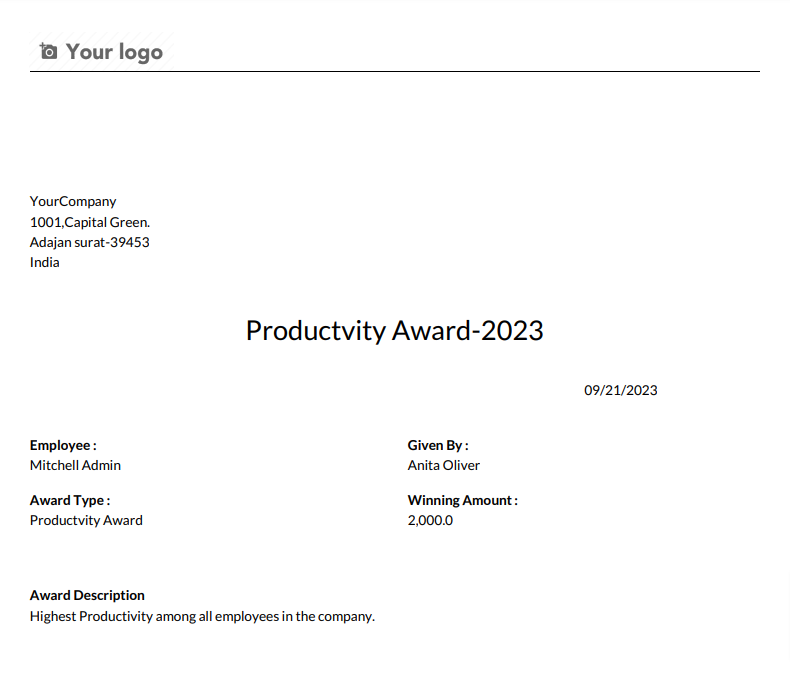 Your logo
YourCompany
1001,Capital Green.
Adajan surat-39453
India
Productvity Award-2023
09/21/2023
Employee :
Mitchell Admin
Given By :
Anita Oliver
Award Type :
Productvity Award
Winning Amount :
2,000.0
Award Description
Highest Productivity among all employees in the company.